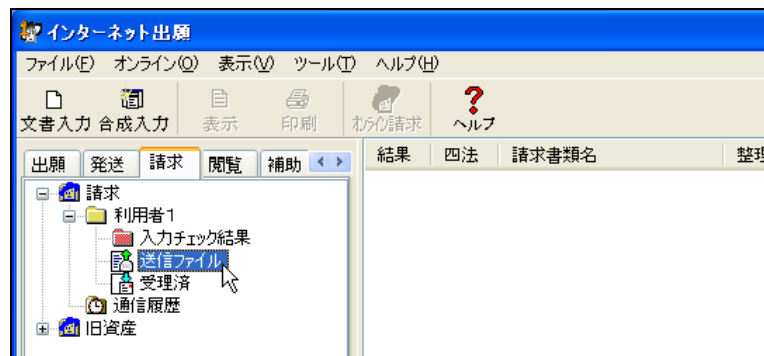 インターネット出願
ファイル(F) オンライン(O) 表示(V) ツール(T) ヘルプ(H)
文書入力 合成入力 表示 印刷 オンライン請求 ヘルプ
出願 発送 請求 閲覧 補助
結果 四法 請求書類名 整理
請求
利用者1
入力チェック結果
送信ファイル
受理済
通信履歴
旧資産